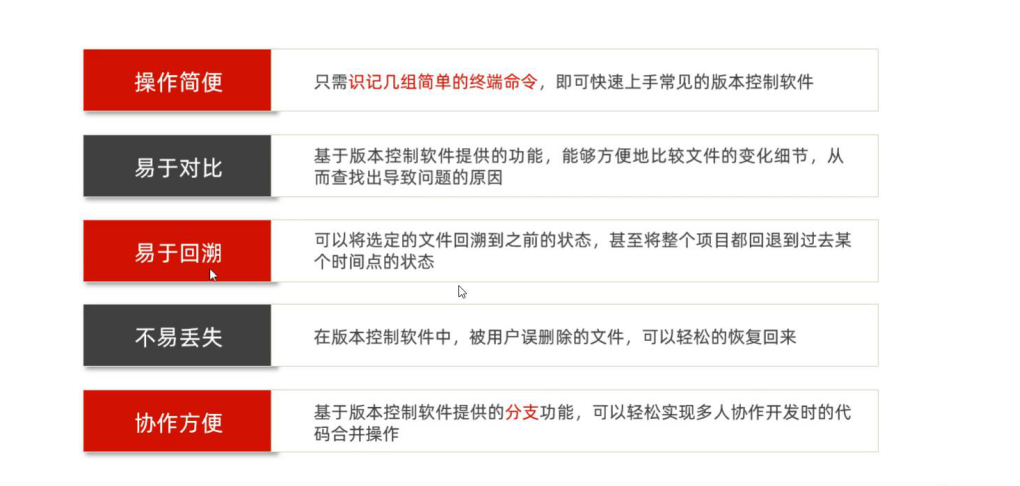 操作简便
只需识记几组简单的终端命令，即可快速上手常见的版本控制软件
易于对比
基于版本控制软件提供的功能，能够方便地比较文件的变化细节，从
而查找出导致问题的原因
易于回溯
可以将选定的文件回溯到之前的状态，甚至将整个项目都回退到过去某
个时间点的状态
不易丢失
在版本控制软件中，被用户误删除的文件，可以轻松的恢复回来
协作方便
基于版本控制软件提供的分支功能，可以轻松实现多人协作开发时的代
码合并操作